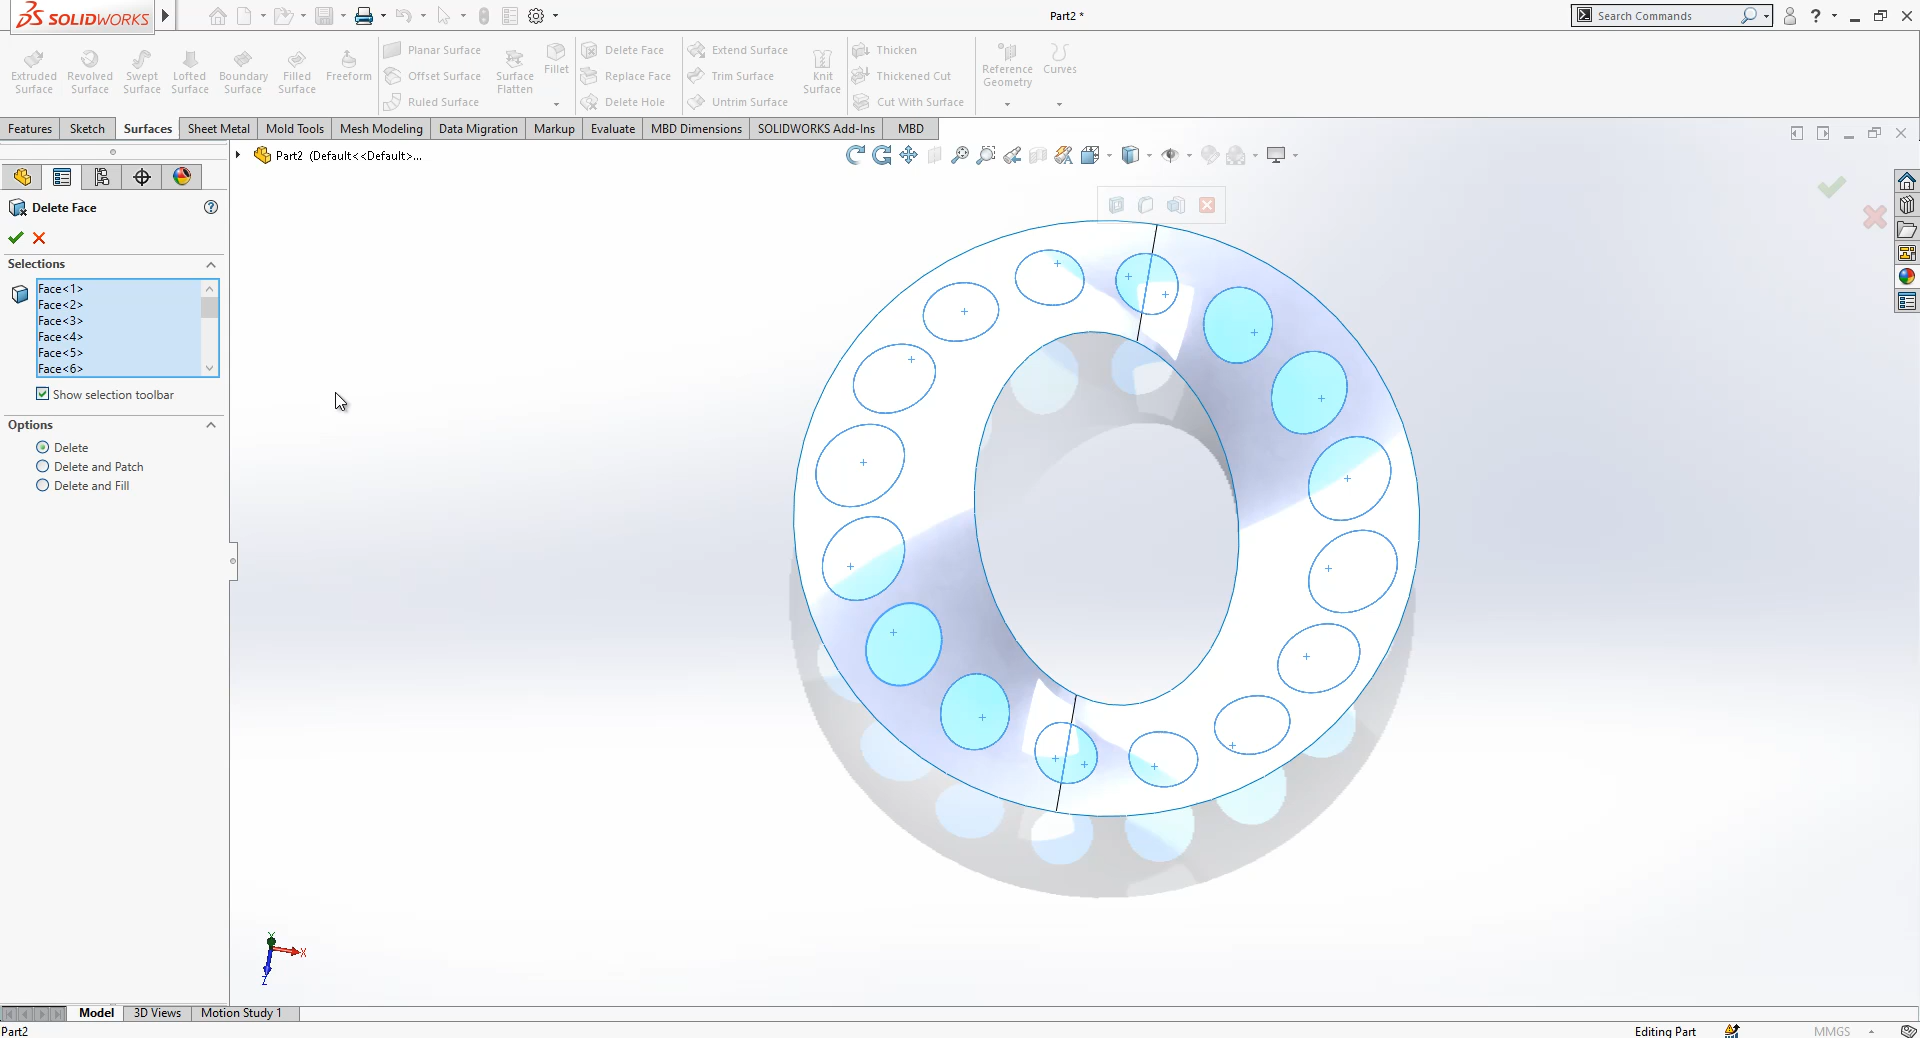 SOLIDWORKS
Part2 *
Search Commands
?
Extruded Surface
Revolved Surface
Swept Surface
Lofted Surface
Boundary Surface
Filled Surface
Freeform
Planar Surface
Offset Surface
Ruled Surface
Surface Flatten
Fillet
Delete Face
Replace Face
Delete Hole
Extend Surface
Trim Surface
Untrim Surface
Knit Surface
Thicken
Thickened Cut
Cut With Surface
Reference Geometry
Curves
Features
Sketch
Surfaces
Sheet Metal
Mold Tools
Mesh Modeling
Data Migration
Markup
Evaluate
MBD Dimensions
SOLIDWORKS Add-Ins
MBD
Part2 (Default<<Default>...
Delete Face
?
Selections
Face<1>
Face<2>
Face<3>
Face<4>
Face<5>
Face<6>
Show selection toolbar
Options
Delete
Delete and Patch
Delete and Fill
Y
X
Z
Model
3D Views
Motion Study 1
Part2
Editing Part
MMGS